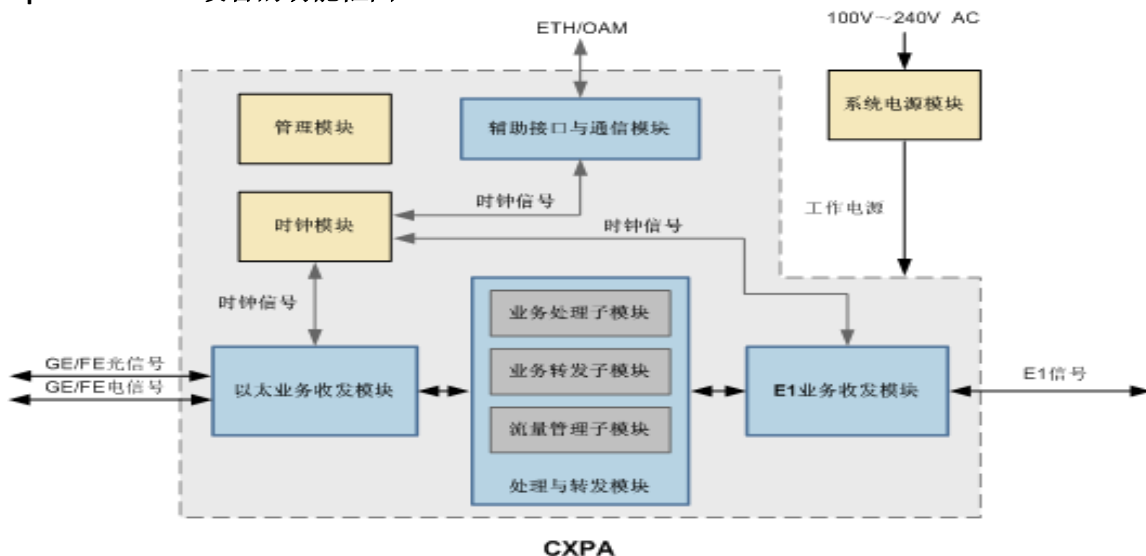 100V～240V AC
ETH/OAM
系统电源模块
管理模块
辅助接口与通信模块
时钟信号
时钟模块
时钟信号
工作电源
时钟信号
业务处理子模块
GE/FE光信号
业务转发子模块
E1信号
GE/FE电信号
以太业务收发模块
E1业务收发模块
流量管理子模块
处理与转发模块
CXPA